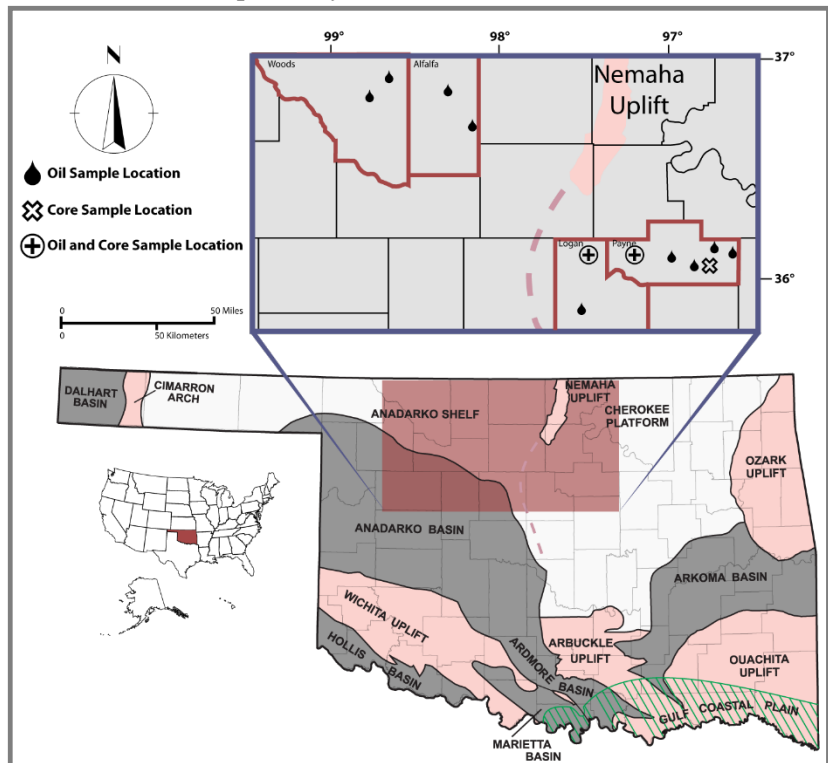 99°
98°
97°
37°
Woods
Alfalfa
Nemaha
Uplift
N
Oil Sample Location
Core Sample Location
Oil and Core Sample Location
Logan
Payne
36°
0
50 Miles
0
50 Kilometers
DALHART
BASIN
CIMARRON
ARCH
ANADARKO SHELF
NEMAHA
UPLIFT
CHEROKEE
PLATFORM
OZARK
UPLIFT
ANADARKO BASIN
ARKOMA BASIN
WICHITA UPLIFT
HOLLIS BASIN
ARDMORE BASIN
ARBUCKLE
UPLIFT
OUACHITA
UPLIFT
GULF COASTAL PLAIN
MARIETTA
BASIN